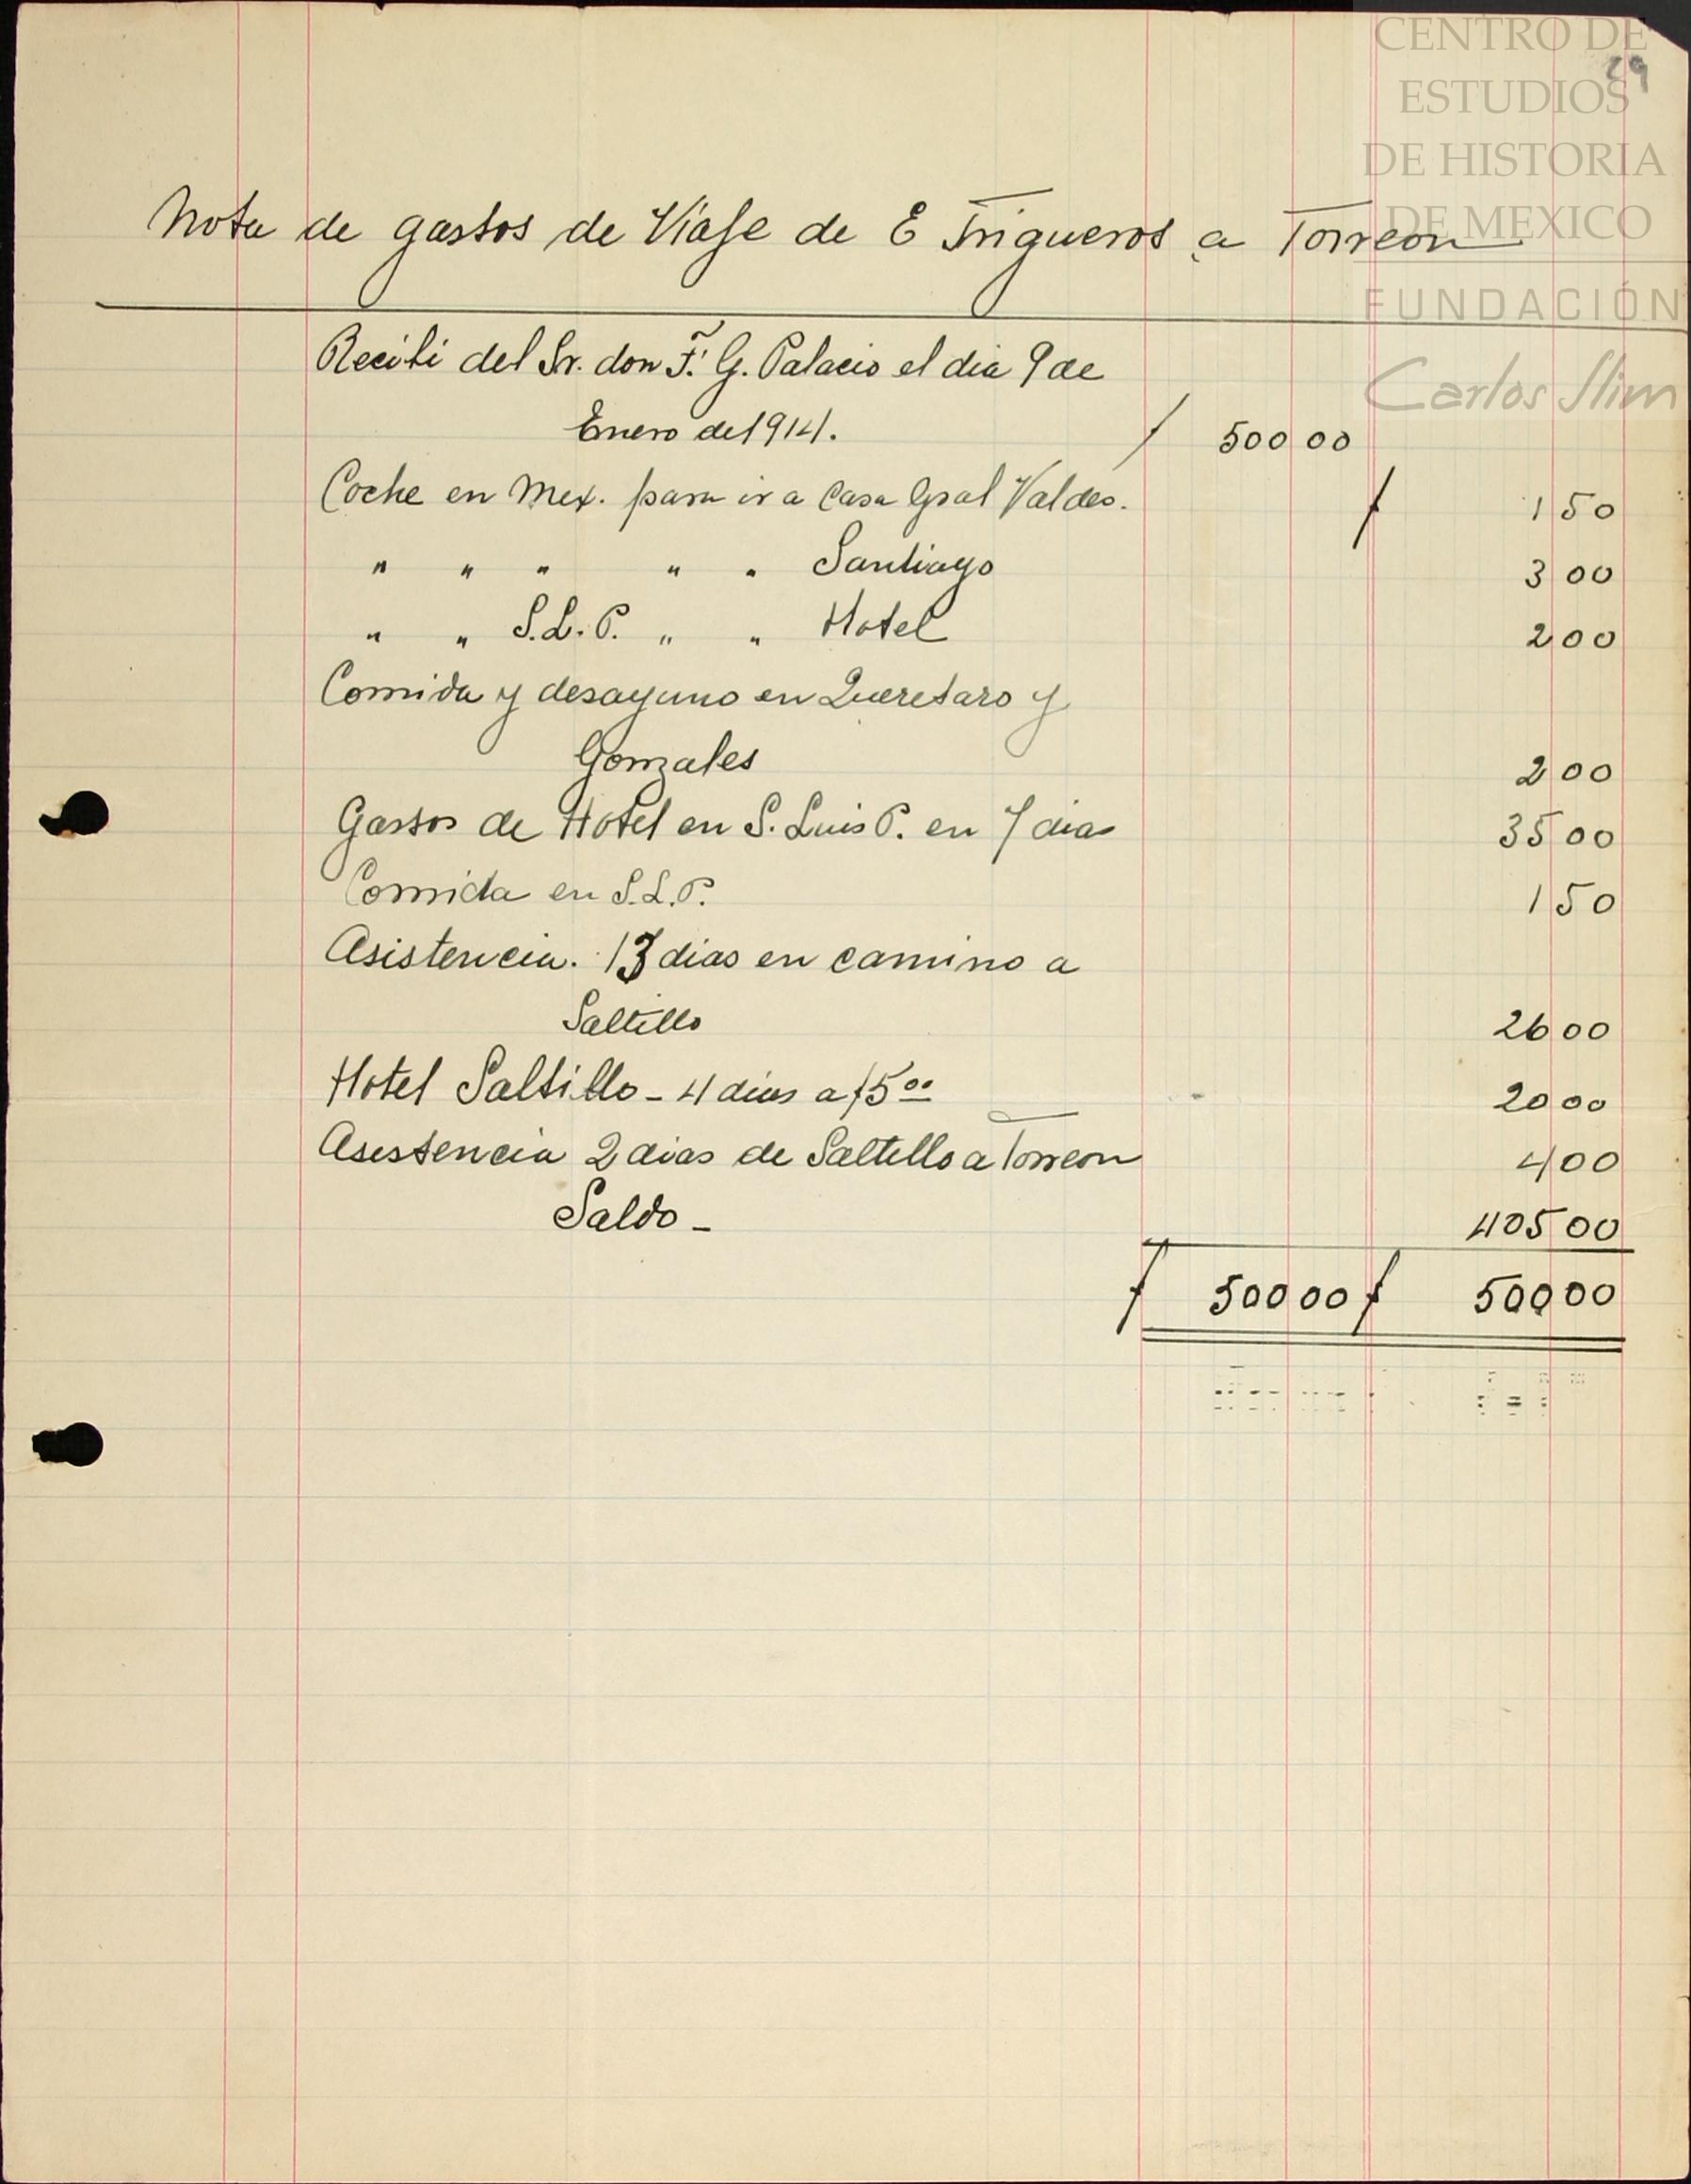 CENTRO DE
ESTUDIOS
DE HISTORIA
DE MEXICO
FUNDACIÓN
Carlos Slim
29
Nota de gastos de Viaje de E Trigueros a Torreon
Recibi del Sr. don F. G. Palacio el dia 9 de
Enero de 1914. $ 500 00
Coche en Mex. para ir a Casa Gral Valdes. $ 1 50
" " " " " Santiago 3 00
" " S.L.P. " " Hotel 2 00
Comida y desayuno en Queretaro y
Gonzales 2 00
Gastos de Hotel en S. Luis P. en 7 dias 35 00
Comida en S.L.P. 1 50
Asistencia. 13 dias en camino a
Saltillo 26 00
Hotel Saltillo - 4 dias a $5 00 20 00
Asistencia 2 dias de Saltillo a Torreon 4 00
Saldo - 405 00
$ 500 00 $ 500 00